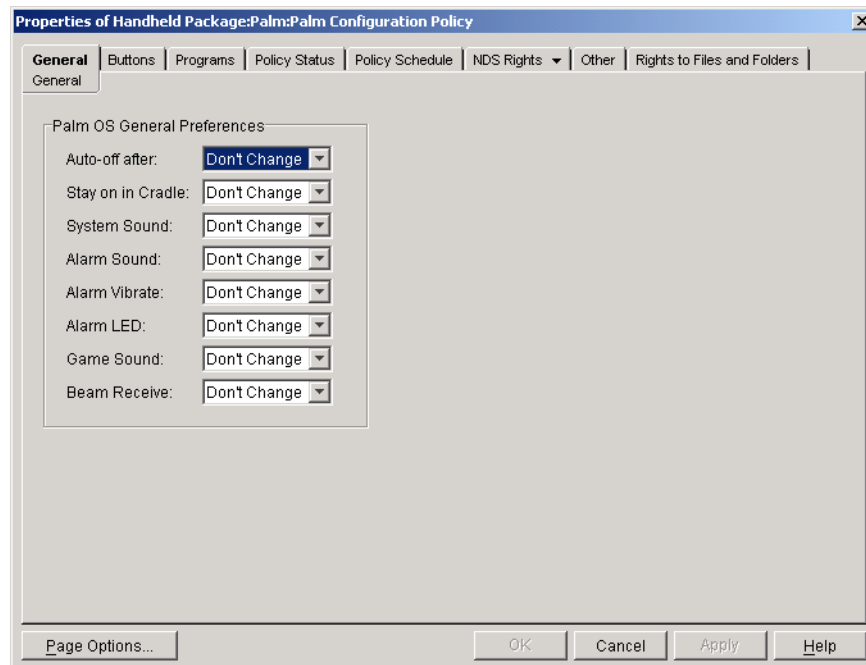 Properties of Handheld Package:Palm:Palm Configuration Policy
General Buttons Programs Policy Status Policy Schedule NDS Rights Other Rights to Files and Folders
General
Palm OS General Preferences
Auto-off after: Don't Change
Stay on in Cradle: Don't Change
System Sound: Don't Change
Alarm Sound: Don't Change
Alarm Vibrate: Don't Change
Alarm LED: Don't Change
Game Sound: Don't Change
Beam Receive: Don't Change
Page Options... OK Cancel Apply Help